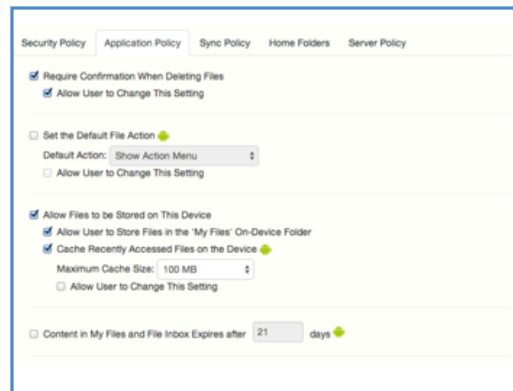 Security Policy Application Policy Sync Policy Home Folders Server Policy
Require Confirmation When Deleting Files
Allow User to Change This Setting
Set the Default File Action
Default Action: Show Action Menu
Allow User to Change This Setting
Allow Files to be Stored on This Device
Allow User to Store Files in the 'My Files' On-Device Folder
Cache Recently Accessed Files on the Device
Maximum Cache Size: 100 MB
Allow User to Change This Setting
Content in My Files and File Inbox Expires after 21 days